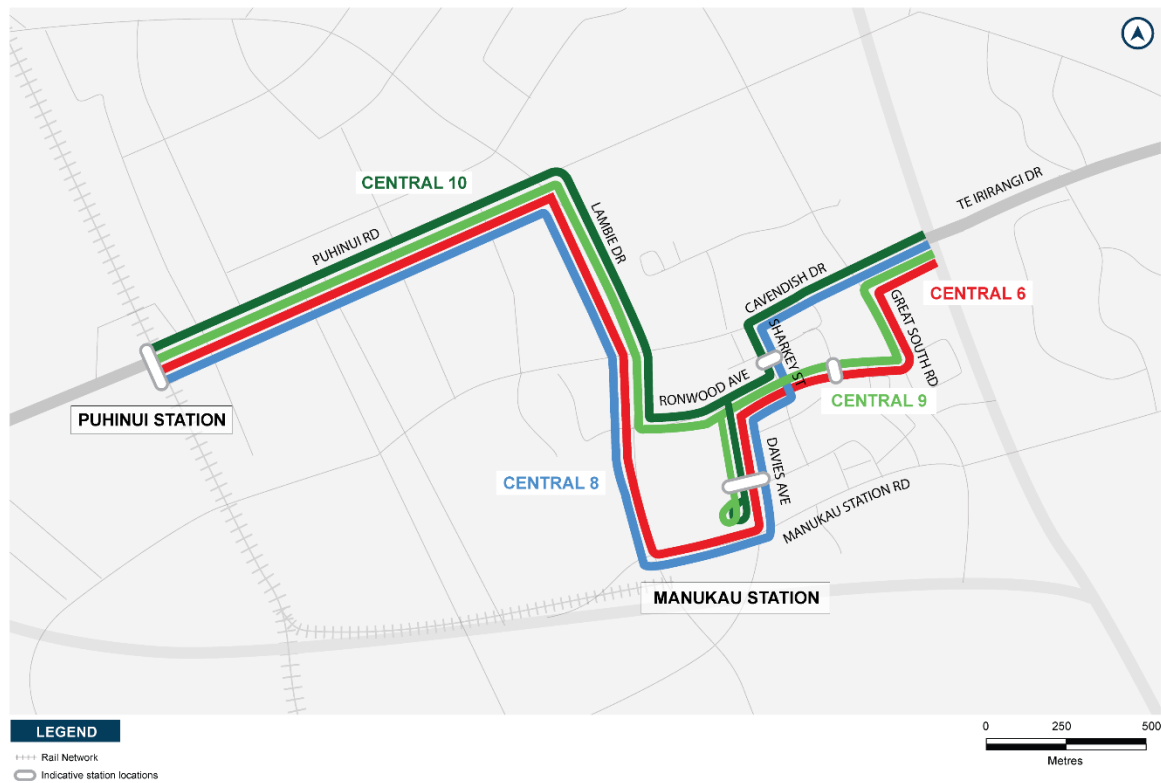 TE IRIRANGI DR
CENTRAL 10
LAMBIE DR
PUHINUI RD
CAVENDISH DR
CENTRAL 6
GREAT SOUTH RD
SHARKEY ST
RONWOOD AVE
CENTRAL 9
PUHINUI STATION
DAVIES AVE
CENTRAL 8
MANUKAU STATION RD
MANUKAU STATION
LEGEND
Rail Network
Indicative station locations
0 250 500
Metres